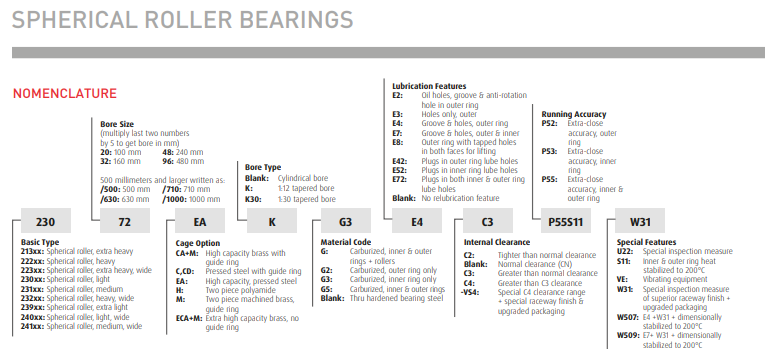 SPHERICAL ROLLER BEARINGS
NOMENCLATURE
Bore Size
(multiply last two numbers
by 5 to get bore in mm)
20: 100 mm 48: 240 mm
32: 160 mm 96: 480 mm
500 millimeters and larger written as:
/500: 500 mm /710: 710 mm
/630: 630 mm /1000: 1000 mm
Bore Type
Blank: Cylindrical bore
K: 1:12 tapered bore
K30: 1:30 tapered bore
Lubrication Features
E2: Oil holes, groove & anti-rotation
hole in outer ring
E3: Holes only, outer
E4: Groove & holes, outer ring
E7: Groove & holes, outer & inner
E8: Outer ring with tapped holes
in both faces for lifting
E42: Plugs in outer ring lube holes
E52: Plugs in inner ring lube holes
E72: Plugs in both inner & outer ring
lube holes
Blank: No relubrication feature
Running Accuracy
P52: Extra-close
accuracy, outer
ring
P53: Extra-close
accuracy, inner
ring
P55: Extra-close
accuracy, inner &
outer ring
230 72 EA K G3 E4 C3 P55S11 W31
Basic Type
213xx: Spherical roller, extra heavy
222xx: Spherical roller, heavy
223xx: Spherical roller, extra heavy, wide
230xx: Spherical roller, light
231xx: Spherical roller, medium
232xx: Spherical roller, heavy, wide
239xx: Spherical roller, extra light
240xx: Spherical roller, light, wide
241xx: Spherical roller, medium, wide
Cage Option
CA+M: High capacity brass with
guide ring
C,CD: Pressed steel with guide ring
EA: High capacity, pressed steel
H: Two piece polyamide
M: Two piece machined brass,
guide ring
ECA+M: Extra high capacity brass, no
guide ring
Material Code
G: Carburized, inner & outer
rings + rollers
G2: Carburized, outer ring only
G3: Carburized, inner ring only
G5: Carburized, inner & outer rings
Blank: Thru hardened bearing steel
Internal Clearance
C2: Tighter than normal clearance
Blank: Normal clearance (CN)
C3: Greater than normal clearance
C4: Greater than C3 clearance
-VS4: Special C4 clearance range
+ special raceway finish &
upgraded packaging
Special Features
U22: Special inspection measure
S11: Inner & outer ring heat
stabilized to 200°C
VE: Vibrating equipment
W31: Special inspection measure
of superior raceway finish +
upgraded packaging
W507: E4 +W31 + dimensionally
stabilized to 200°C
W509: E7+ W31 + dimensionally
stabilized to 200°C